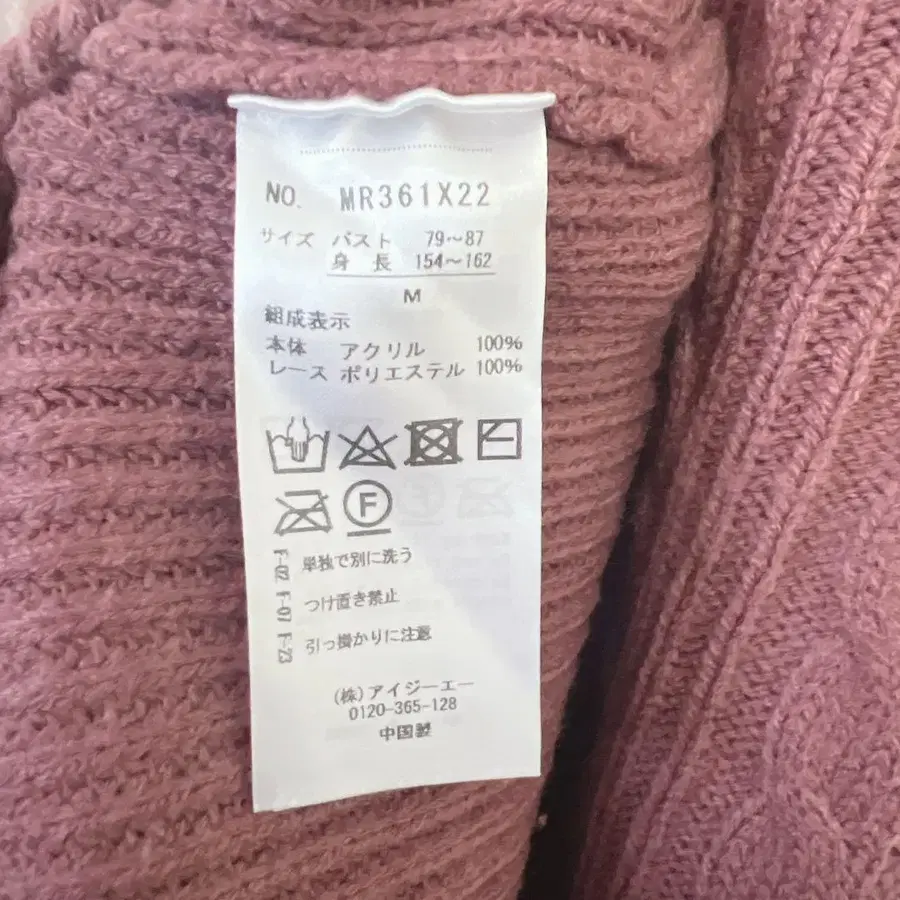 NO. MR361X22
サイズ バスト 79～87
身長 154～162
M
組成表示
本体 アクリル 100%
レース ポリエステル 100%
F
F-02 単独で別に洗う
F-07 つけ置き禁止
F-23 引っ掛かりに注意
(株)アイジーエー
0120-365-128
中国製